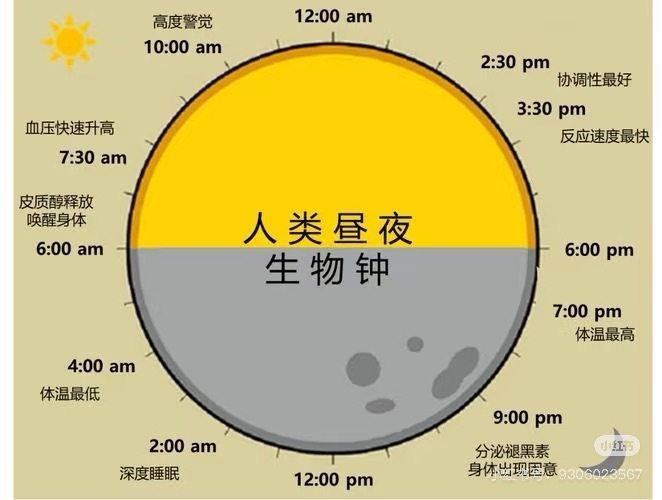 12:00 am
高度警觉
10:00 am
2:30 pm
协调性最好
3:30 pm
反应速度最快
血压快速升高
7:30 am
皮质醇释放
唤醒身体
6:00 am
人类昼夜
生物钟
6:00 pm
7:00 pm
体温最高
4:00 am
体温最低
9:00 pm
分泌褪黑素
身体出现困意
2:00 am
深度睡眠
12:00 pm
小红书
小红书号: 9306023567